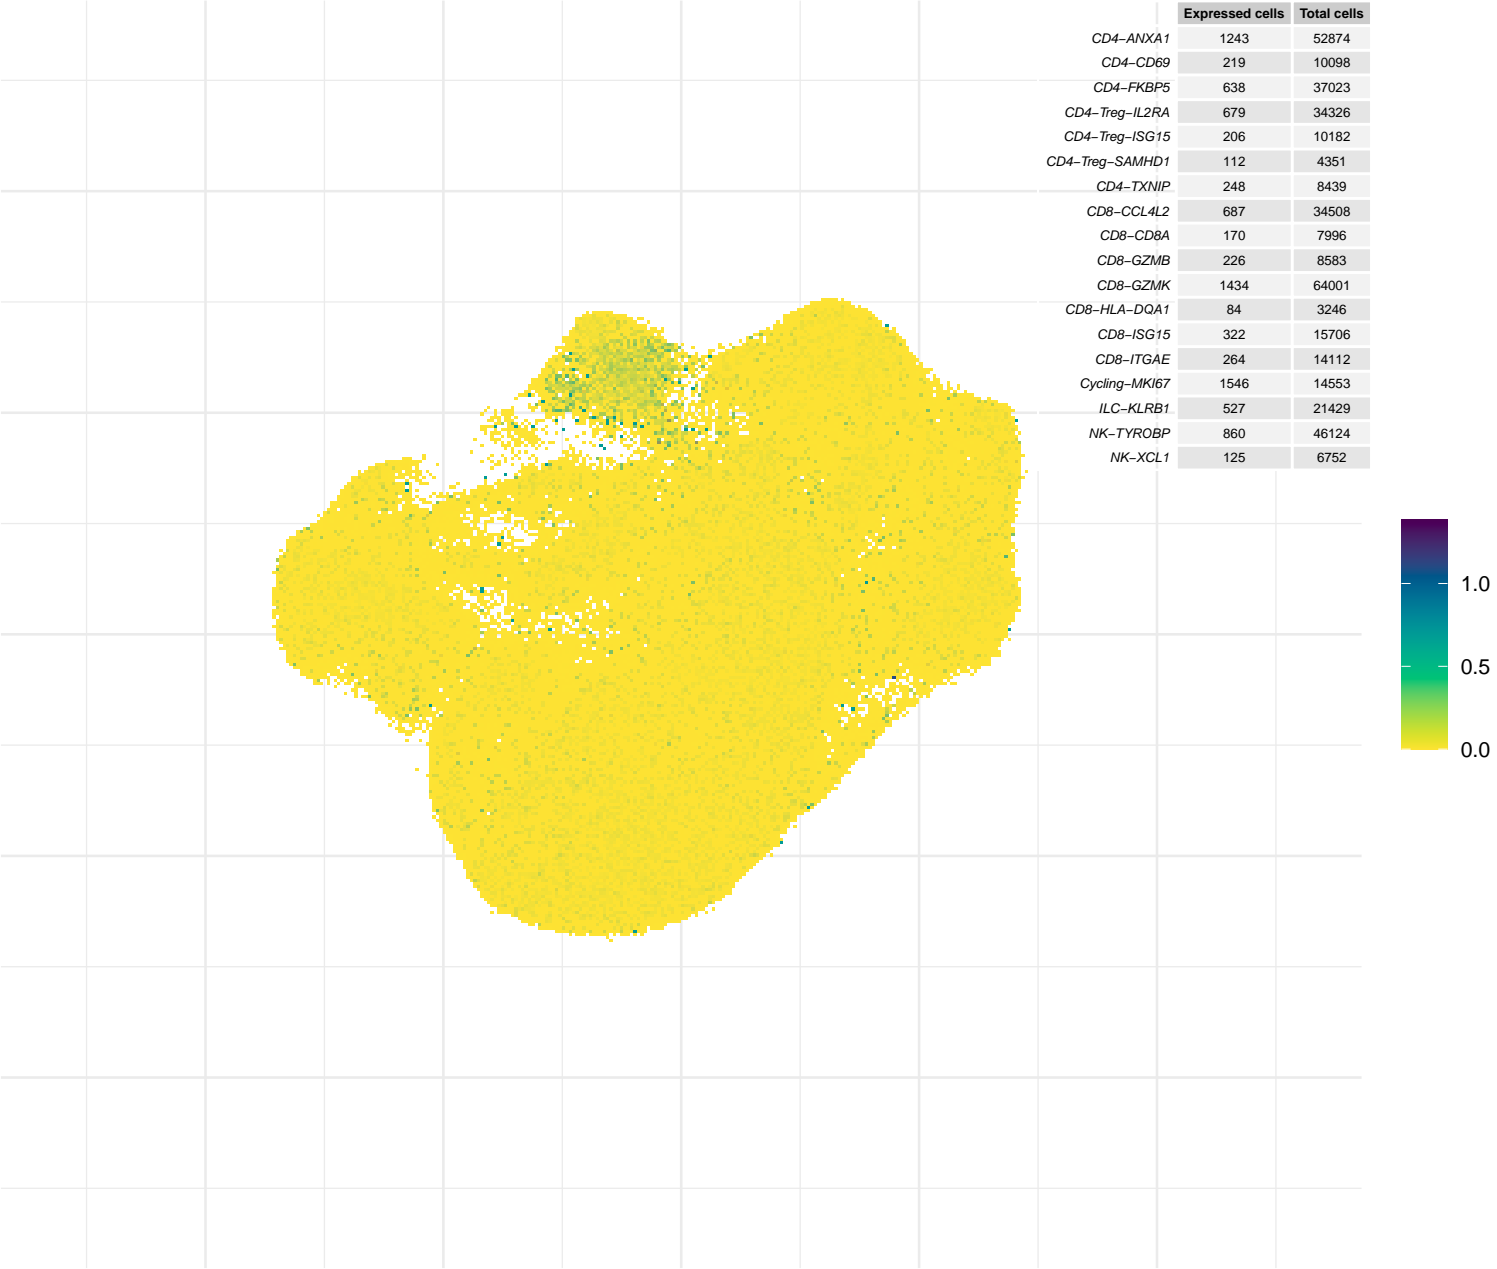 Expressed cells Total cells
CD4−ANXA1 1243 52874
CD4−CD69 219 10098
CD4−FKBP5 638 37023
CD4−Treg−IL2RA 679 34326
CD4−Treg−ISG15 206 10182
CD4−Treg−SAMHD1 112 4351
CD4−TXNIP 248 8439
CD8−CCL4L2 687 34508
CD8−CD8A 170 7996
CD8−GZMB 226 8583
CD8−GZMK 1434 64001
CD8−HLA−DQA1 84 3246
CD8−ISG15 322 15706
CD8−ITGAE 264 14112
Cycling−MKI67 1546 14553
ILC−KLRB1 527 21429
NK−TYROBP 860 46124
NK−XCL1 125 6752
1.0
0.5
0.0